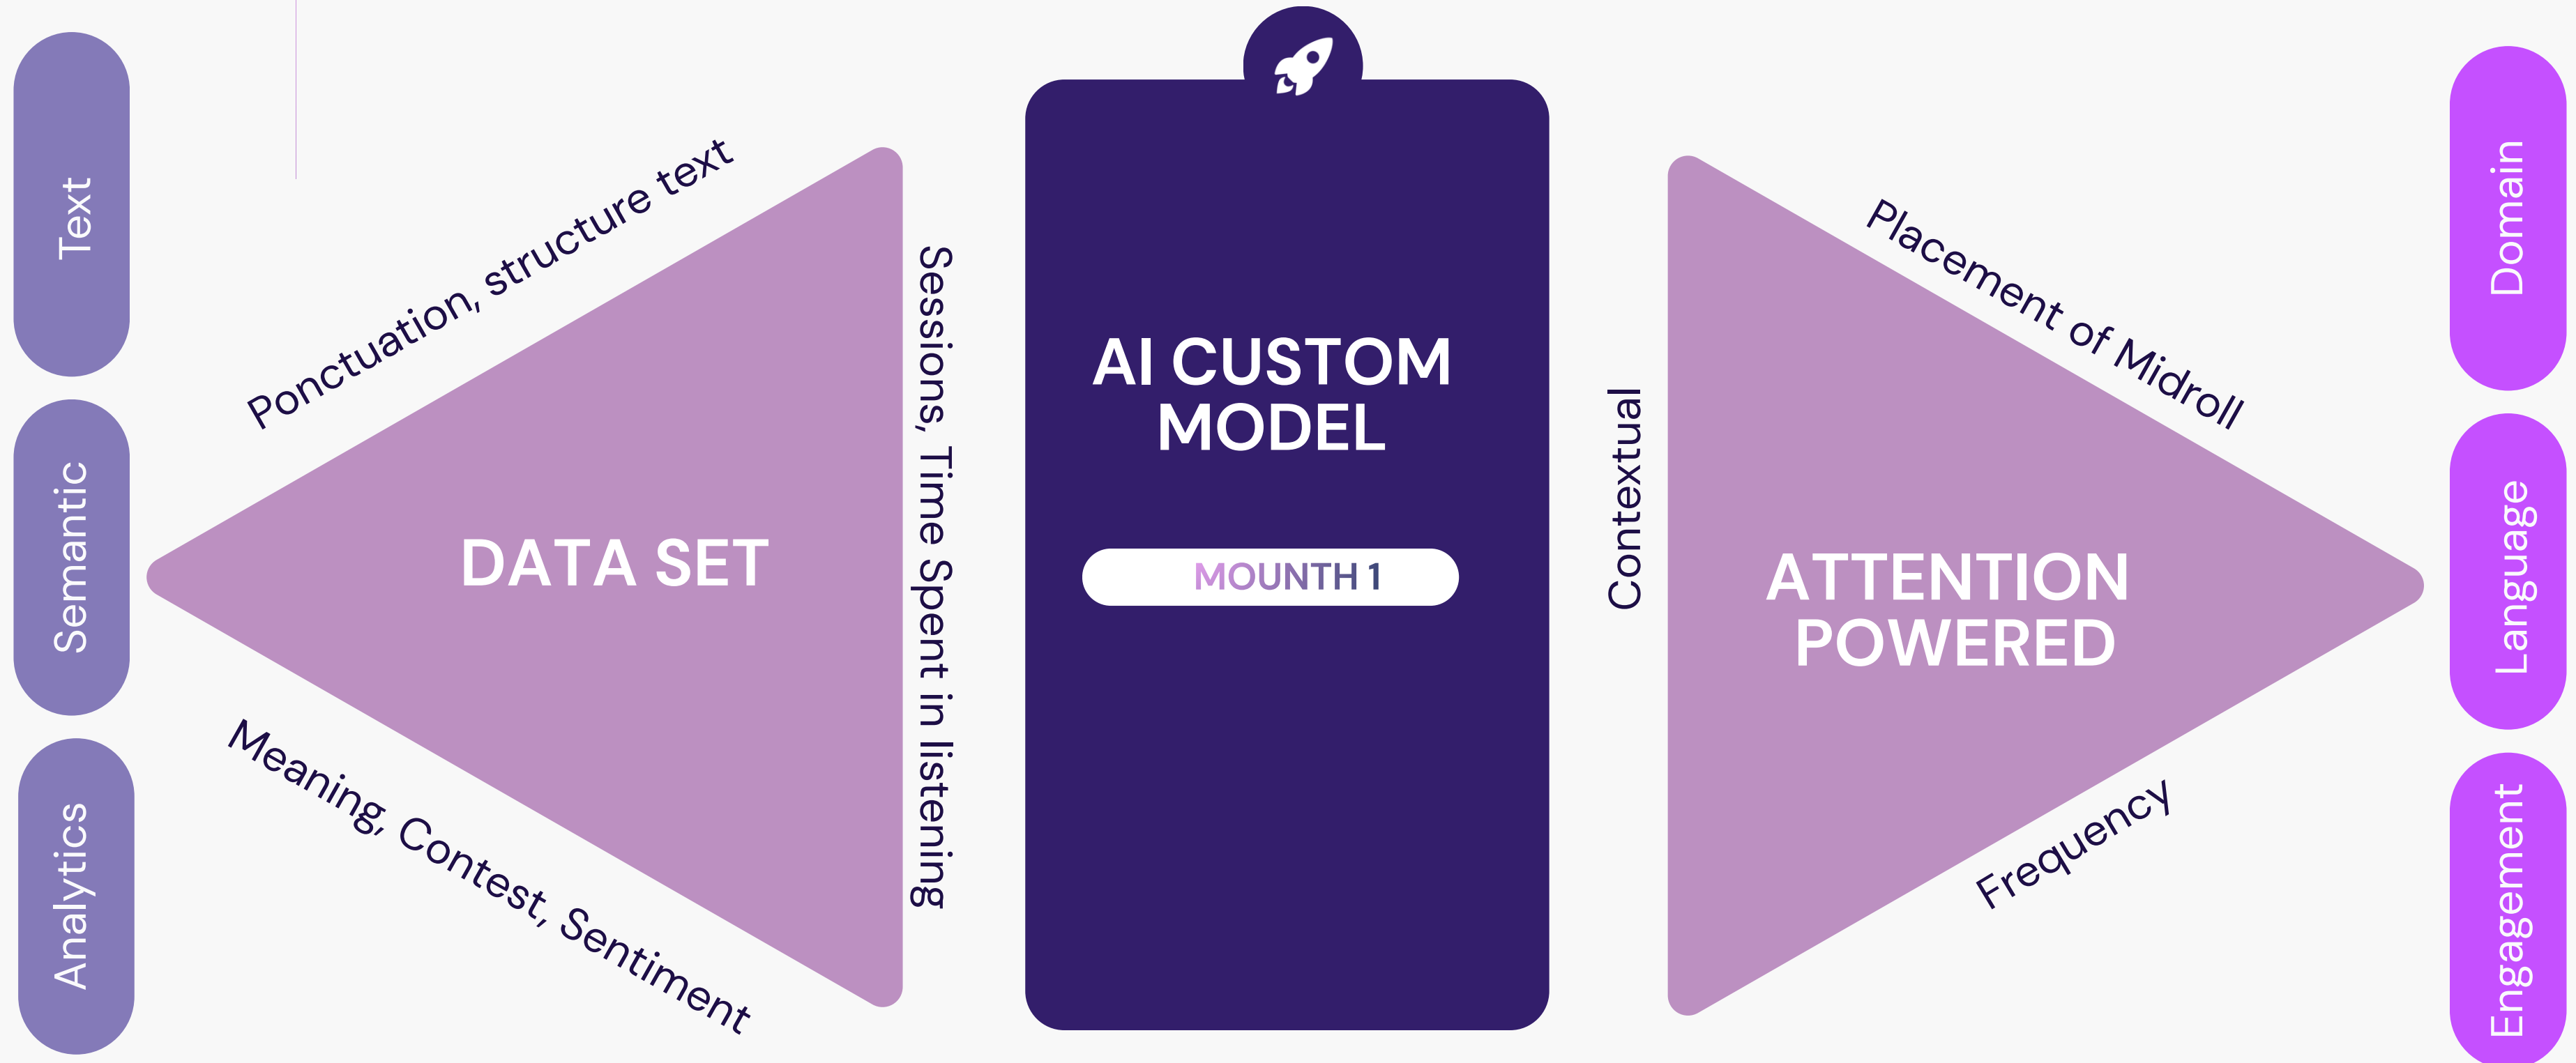 Text
Semantic
Analytics
Ponctuation, structure text
DATA SET
Meaning, Contest, Sentiment
Sessions, Time Spent in listening
AI CUSTOM
MODEL
MOUNTH 1
Contextual
Placement of Midroll
ATTENTION
POWERED
Frequency
Domain
Language
Engagement